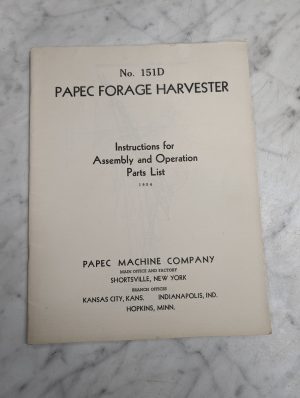 No. 151D
PAPEC FORAGE HARVESTER
Instructions for
Assembly and Operation
Parts List
1954
PAPEC MACHINE COMPANY
MAIN OFFICE AND FACTORY
SHORTSVILLE, NEW YORK
BRANCH OFFICES
KANSAS CITY, KANS. INDIANAPOLIS, IND.
HOPKINS, MINN.